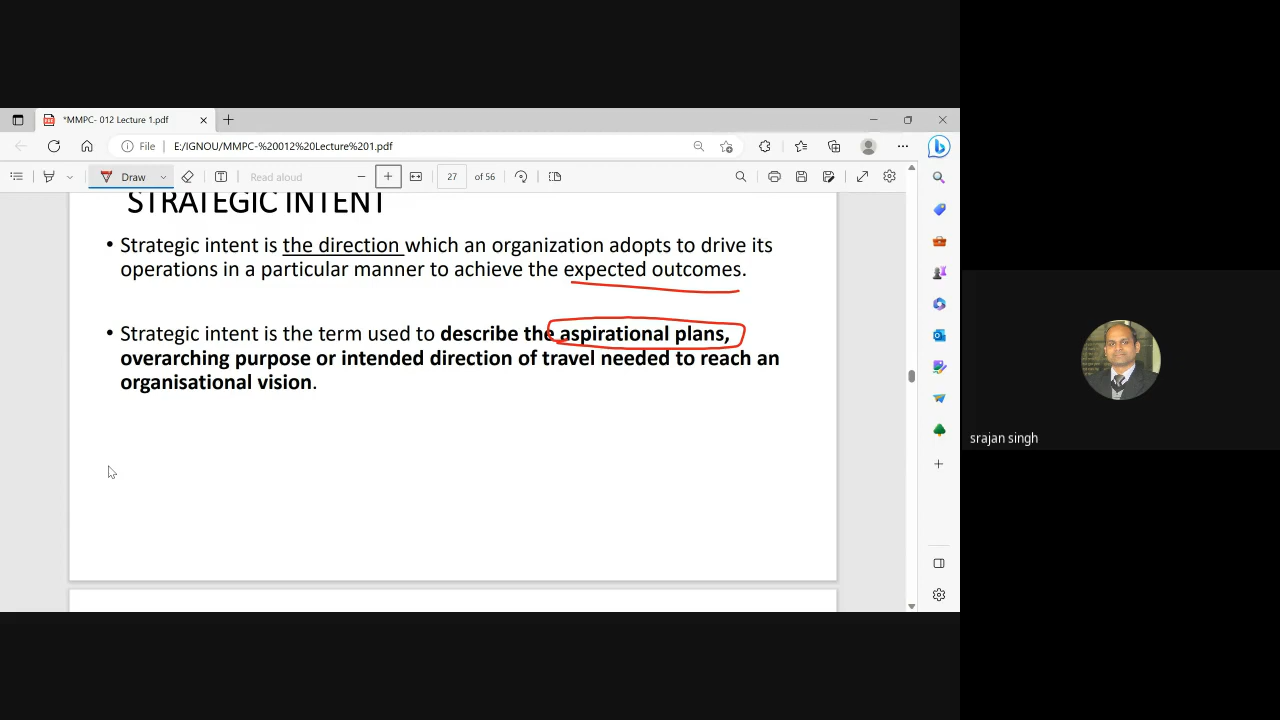 *MMPC- 012 Lecture 1.pdf
File E:/IGNOU/MMPC-%20012%20Lecture%201.pdf
Draw Read aloud 27 of 56
STRATEGIC INTENT
• Strategic intent is the direction which an organization adopts to drive its
operations in a particular manner to achieve the expected outcomes.
• Strategic intent is the term used to describe the aspirational plans,
overarching purpose or intended direction of travel needed to reach an
organisational vision.
srajan singh